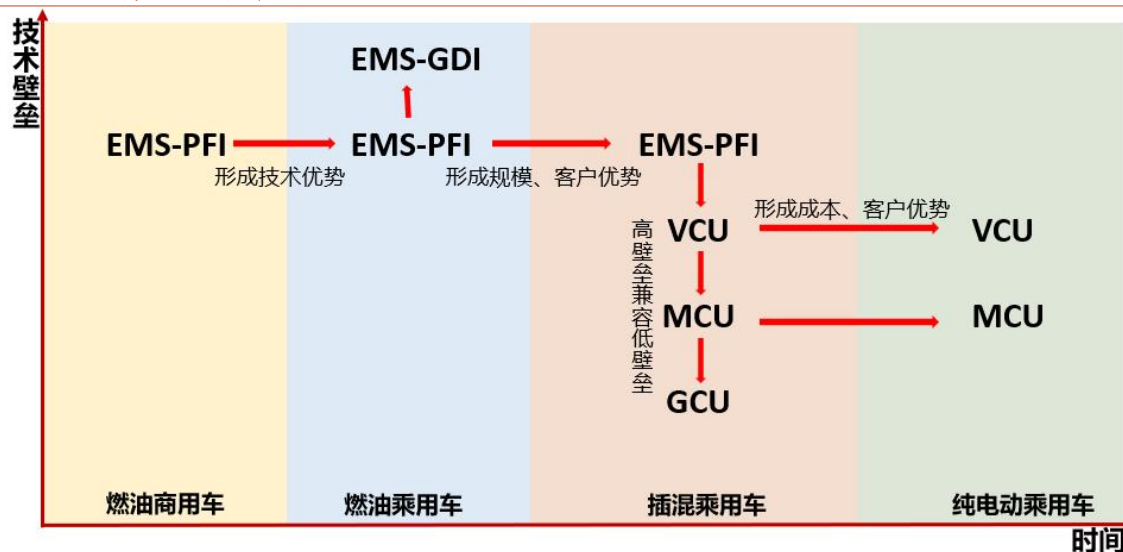 技术壁垒
EMS-GDI
EMS-PFI
EMS-PFI
EMS-PFI
形成技术优势
形成规模、客户优势
形成成本、客户优势
高壁垒兼容低壁垒
VCU
VCU
MCU
MCU
GCU
燃油商用车
燃油乘用车
插混乘用车
纯电动乘用车
时间